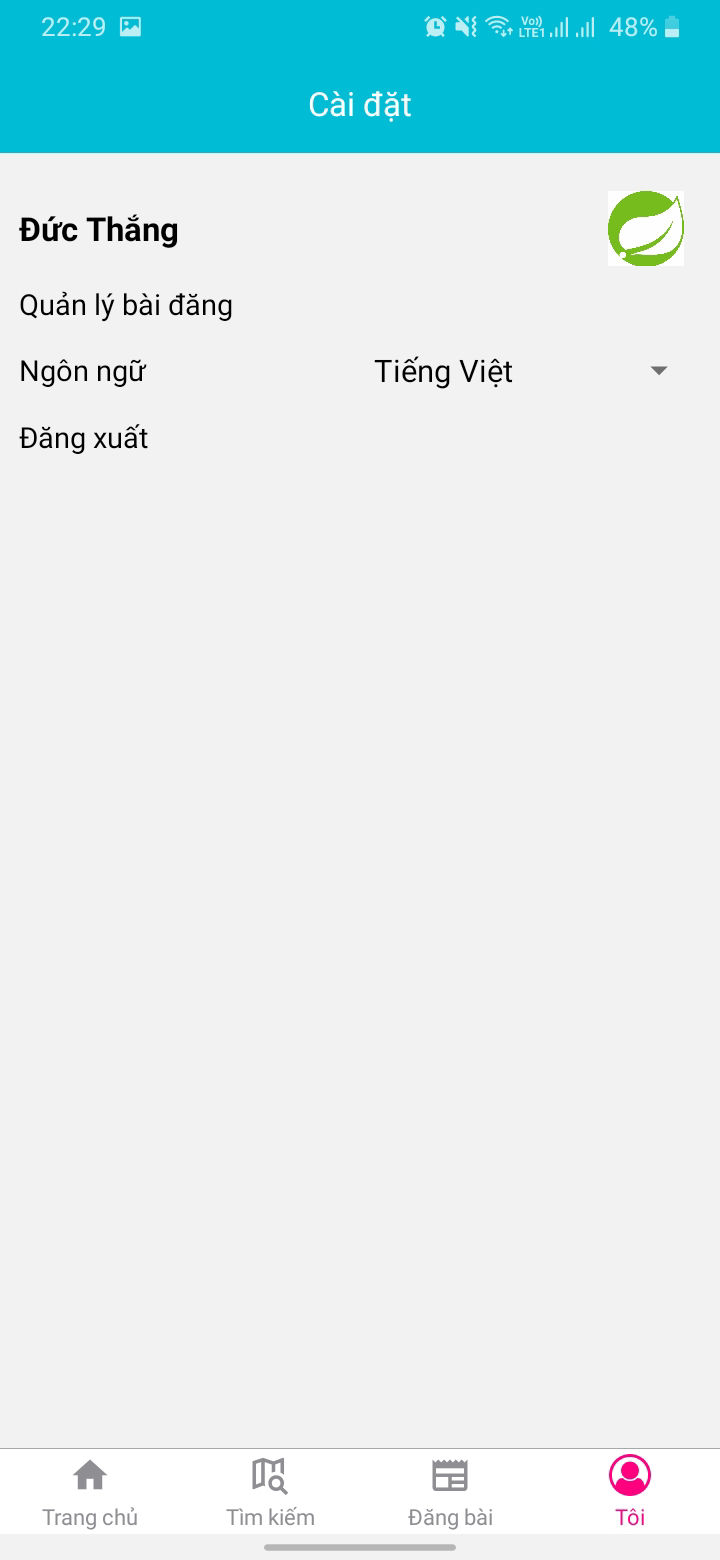 22:29 Vo) LTE1 48%
Cài đặt
Đức Thắng
Quản lý bài đăng
Ngôn ngữ Tiếng Việt
Đăng xuất
Trang chủ Tìm kiếm Đăng bài Tôi